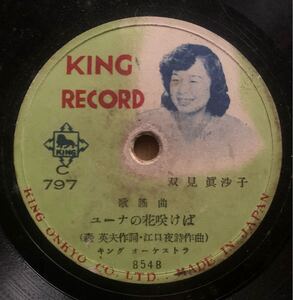 KING
RECORD
KING
C
797
双見眞沙子
歌謡曲
ユーナの花咲けば
(森 英夫作詞・江口夜詩作曲)
キング オーケストラ
8548
KING ONKYO CO. LTD. MADE IN JAPAN